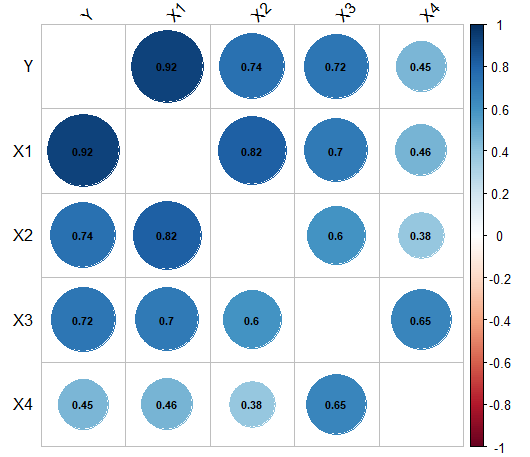 Y X1 X2 X3 X4
1
0.8
Y 0.92 0.74 0.72 0.45
0.6
X1 0.92 0.82 0.7 0.46
0.4
0.2
X2 0.74 0.82 0.6 0.38
0
-0.2
X3 0.72 0.7 0.6 0.65
-0.4
-0.6
X4 0.45 0.46 0.38 0.65
-0.8
-1